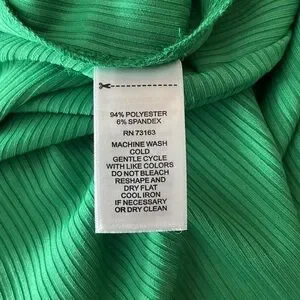 94% POLYESTER
6% SPANDEX
RN 73163
MACHINE WASH
COLD
GENTLE CYCLE
WITH LIKE COLORS
DO NOT BLEACH
RESHAPE AND
DRY FLAT
COOL IRON
IF NECESSARY
OR DRY CLEAN